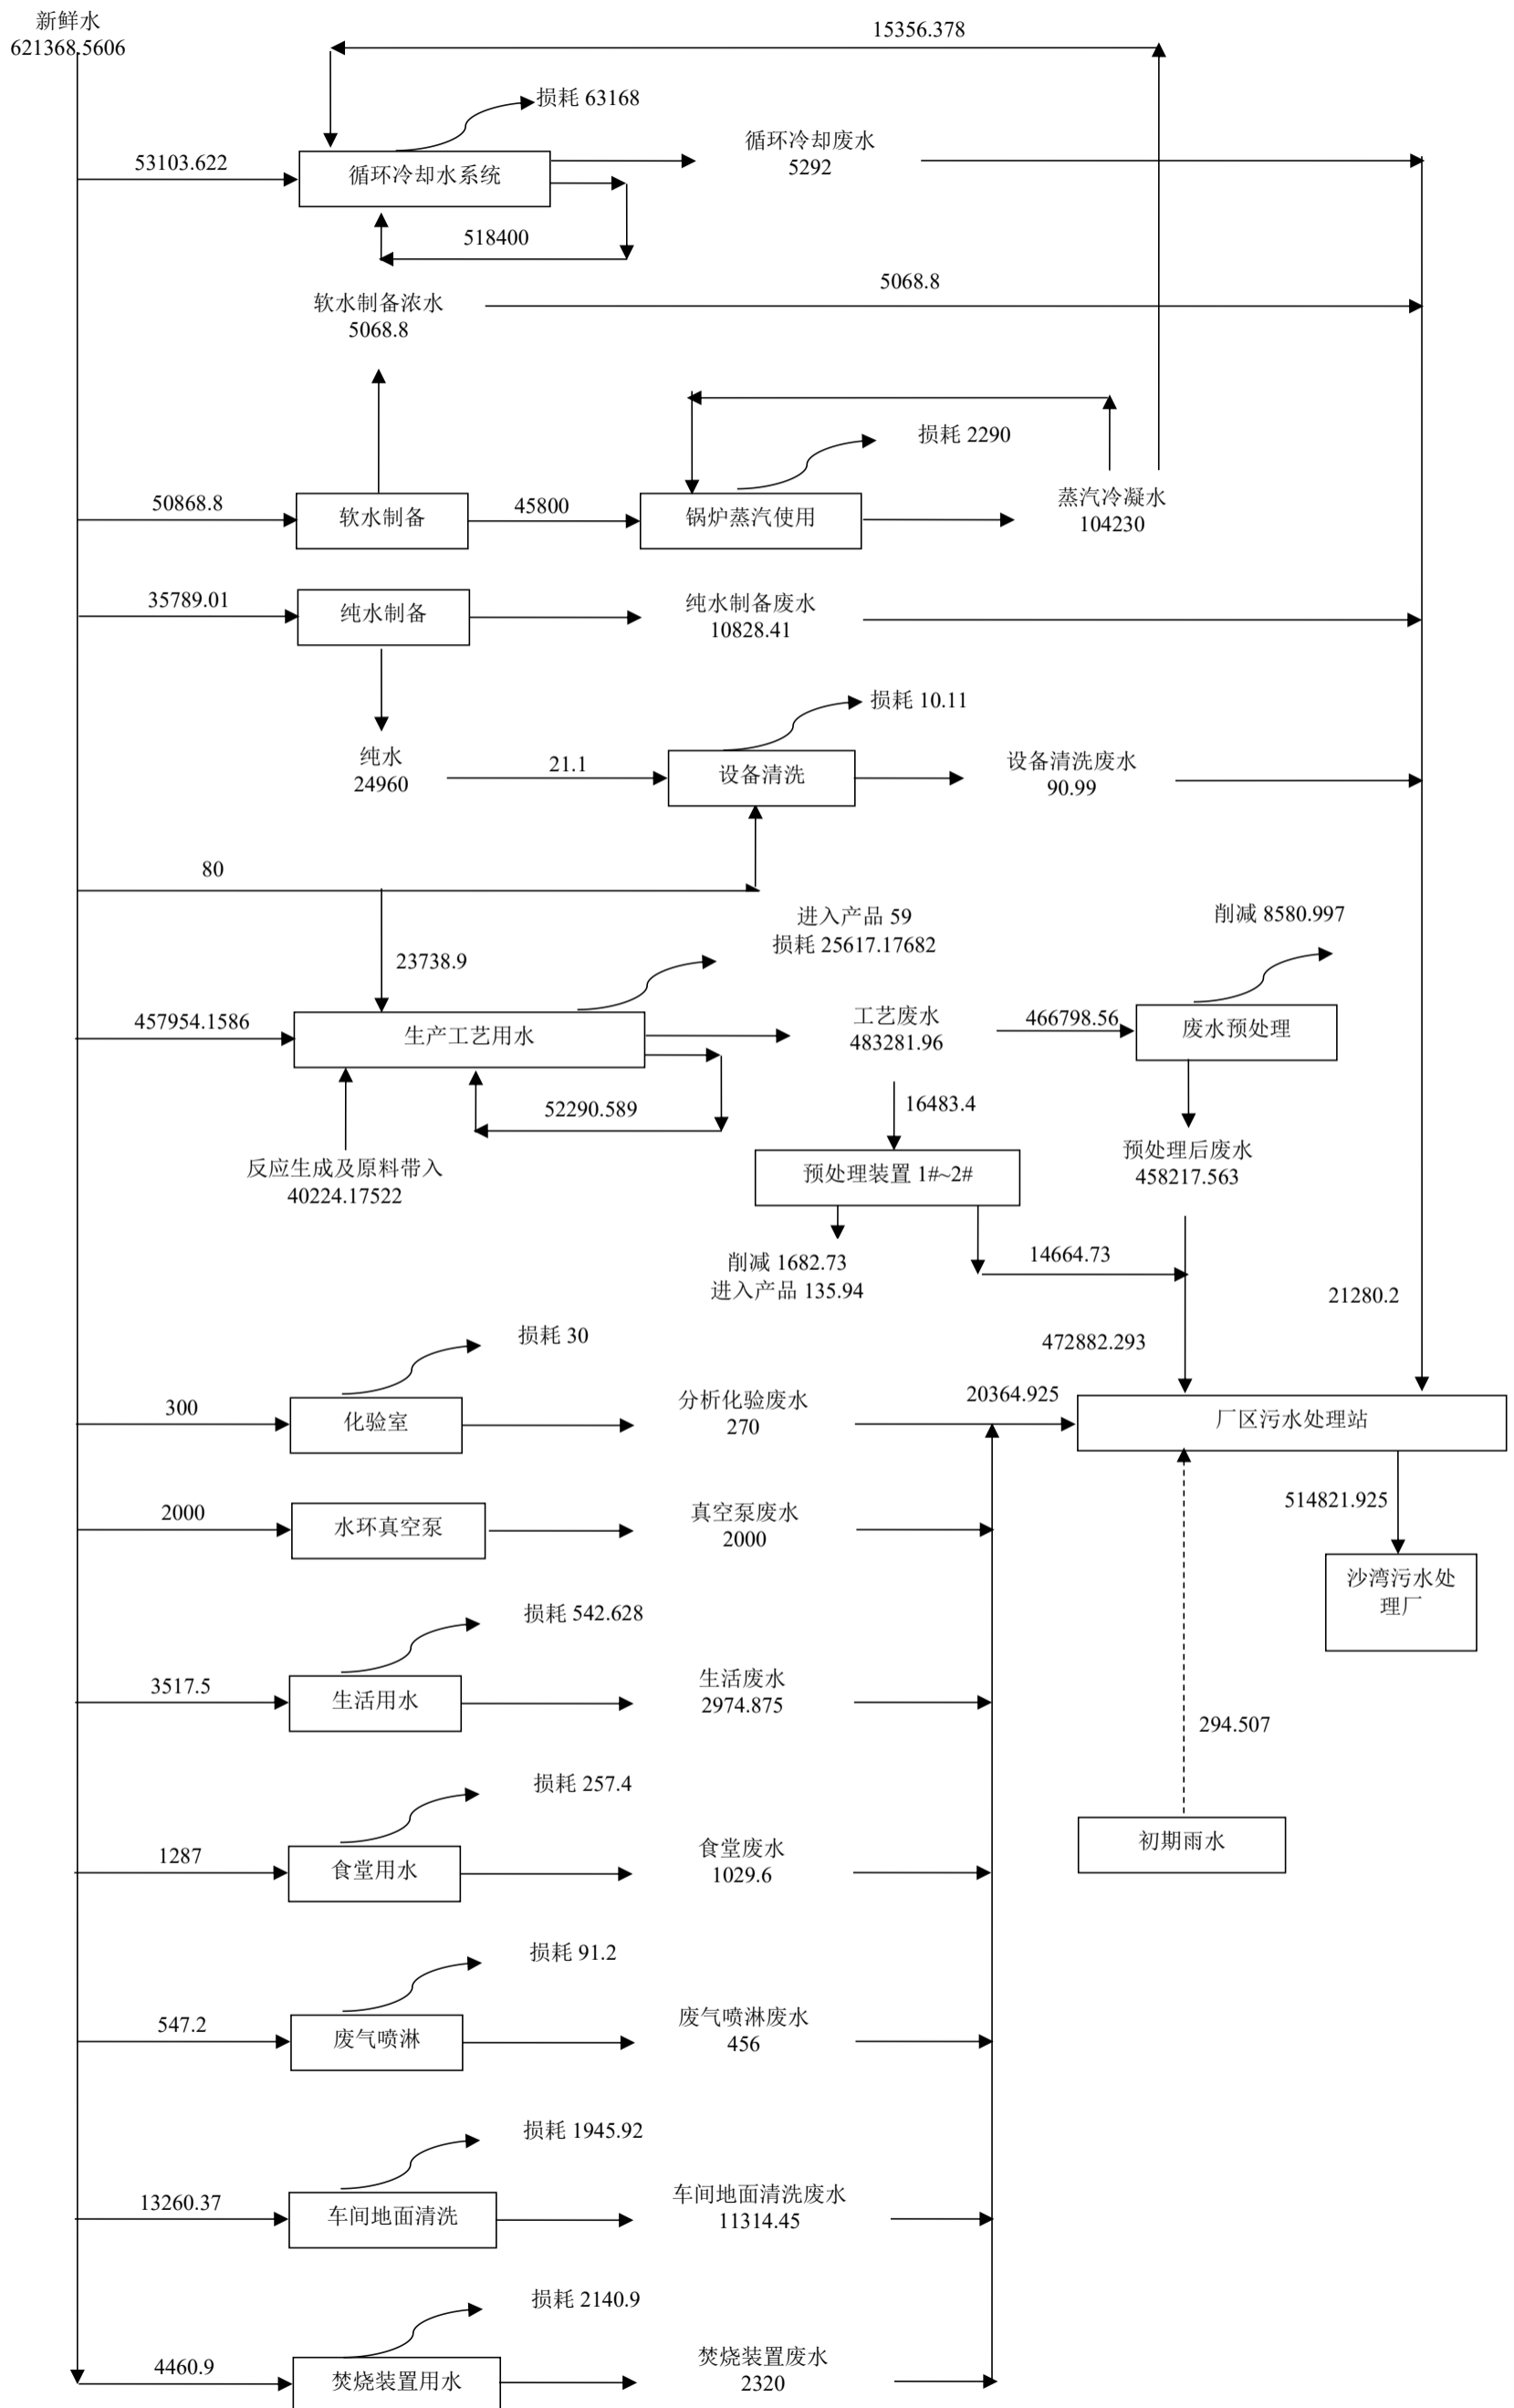 新鲜水
621368.5606
15356.378
损耗 63168
53103.622
循环冷却水系统
循环冷却废水
5292
518400
软水制备浓水
5068.8
5068.8
损耗 2290
50868.8
软水制备
45800
锅炉蒸汽使用
蒸汽冷凝水
104230
35789.01
纯水制备
纯水制备废水
10828.41
损耗 10.11
纯水
24960
21.1
设备清洗
设备清洗废水
90.99
80
进入产品 59
损耗 25617.17682
削减 8580.997
23738.9
457954.1586
生产工艺用水
工艺废水
483281.96
466798.56
废水预处理
52290.589
16483.4
反应生成及原料带入
40224.17522
预处理装置 1#~2#
预处理后废水
458217.563
削减 1682.73
进入产品 135.94
14664.73
21280.2
损耗 30
472882.293
300
化验室
分析化验废水
270
20364.925
厂区污水处理站
2000
水环真空泵
真空泵废水
2000
514821.925
沙湾污水处
理厂
损耗 542.628
3517.5
生活用水
生活废水
2974.875
294.507
损耗 257.4
1287
食堂用水
食堂废水
1029.6
初期雨水
损耗 91.2
547.2
废气喷淋
废气喷淋废水
456
损耗 1945.92
13260.37
车间地面清洗
车间地面清洗废水
11314.45
损耗 2140.9
4460.9
焚烧装置用水
焚烧装置废水
2320